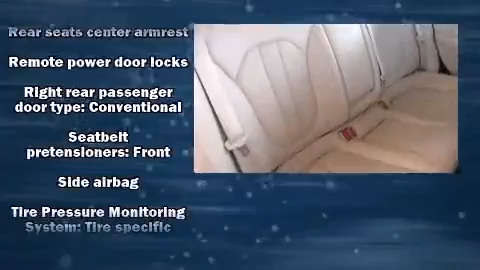 Rear seats center armrest
Remote power door locks
Right rear passenger
door type: Conventional
Seatbelt
pretensioners: Front
Side airbag
Tire Pressure Monitoring
System: Tire specific